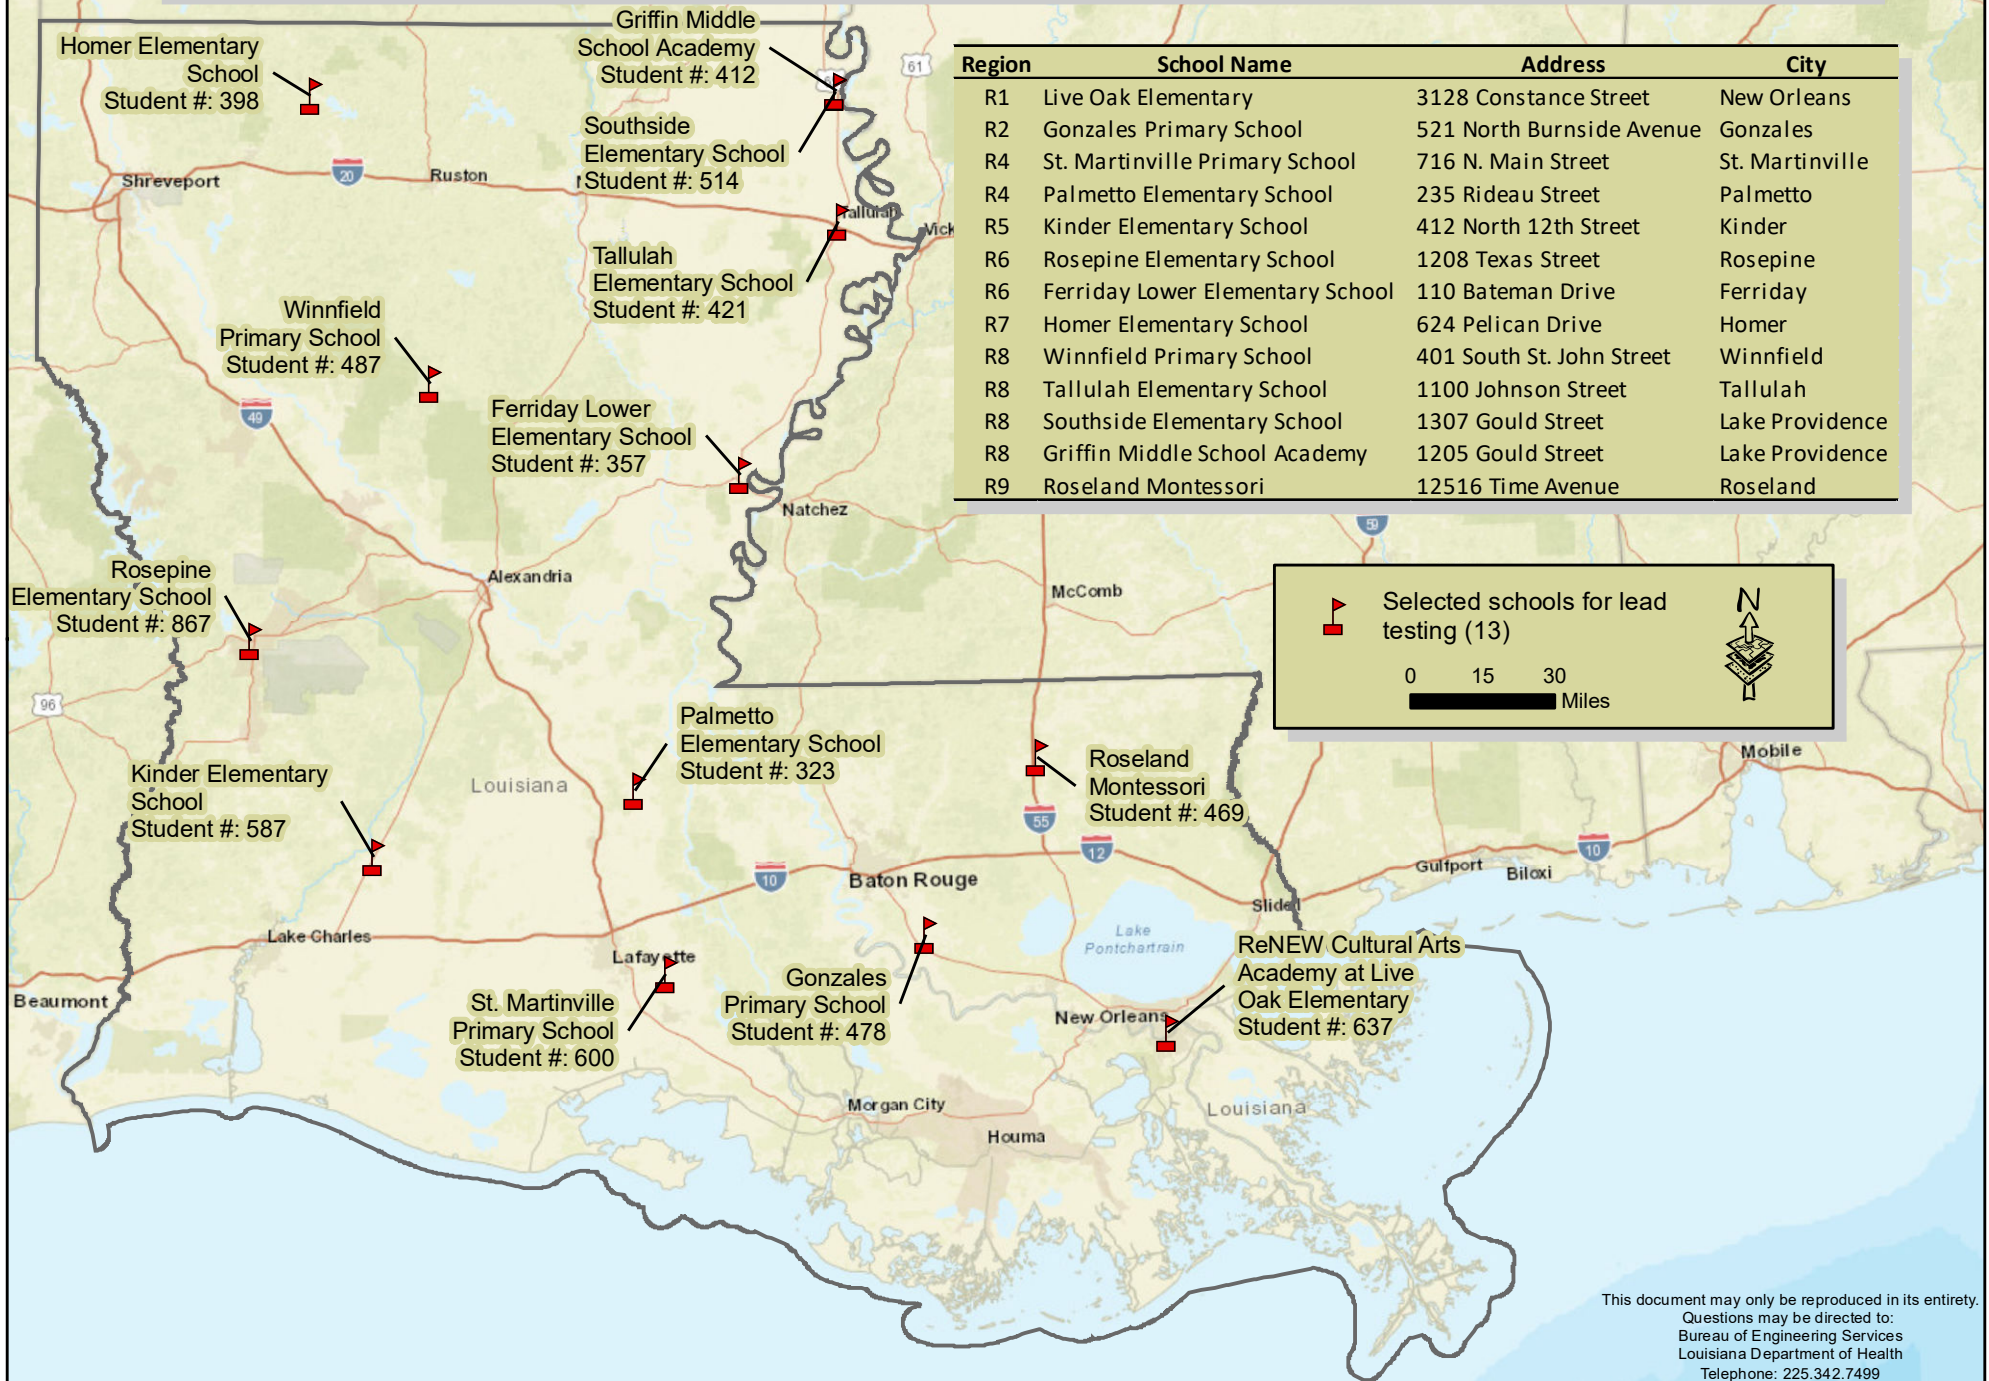 Griffin Middle
School Academy
Student #: 412
Homer Elementary
School
Student #: 398
61
Southside
Elementary School
Student #: 514
Shreveport
20
Ruston
Tallulah
Tallulah
Elementary School
Student #: 421
Winnfield
Primary School
Student #: 487
49
Ferriday Lower
Elementary School
Student #: 357
Natchez
Region School Name Address City
R1 Live Oak Elementary 3128 Constance Street New Orleans
R2 Gonzales Primary School 521 North Burnside Avenue Gonzales
R4 St. Martinville Primary School 716 N. Main Street St. Martinville
R4 Palmetto Elementary School 235 Rideau Street Palmetto
R5 Kinder Elementary School 412 North 12th Street Kinder
R6 Rosepine Elementary School 1208 Texas Street Rosepine
R6 Ferriday Lower Elementary School 110 Bateman Drive Ferriday
R7 Homer Elementary School 624 Pelican Drive Homer
R8 Winnfield Primary School 401 South St. John Street Winnfield
R8 Tallulah Elementary School 1100 Johnson Street Tallulah
R8 Southside Elementary School 1307 Gould Street Lake Providence
R8 Griffin Middle School Academy 1205 Gould Street Lake Providence
R9 Roseland Montessori 12516 Time Avenue Roseland
59
Rosepine
Elementary School
Student #: 867
Alexandria
McComb
Selected schools for lead
testing (13)
N
0 15 30
Miles
96
Palmetto
Elementary School
Student #: 323
Roseland
Montessori
Student #: 469
Mobile
Kinder Elementary
School
Student #: 587
Louisiana
55
12
10
10
Baton Rouge
Gulfport
Biloxi
Slidell
Lake Charles
Lafayette
Lake
Pontchartrain
Beaumont
St. Martinville
Primary School
Student #: 600
Gonzales
Primary School
Student #: 478
New Orleans
ReNEW Cultural Arts
Academy at Live
Oak Elementary
Student #: 637
Morgan City
Houma
Louisiana
This document may only be reproduced in its entirety.
Questions may be directed to:
Bureau of Engineering Services
Louisiana Department of Health
Telephone: 225.342.7499